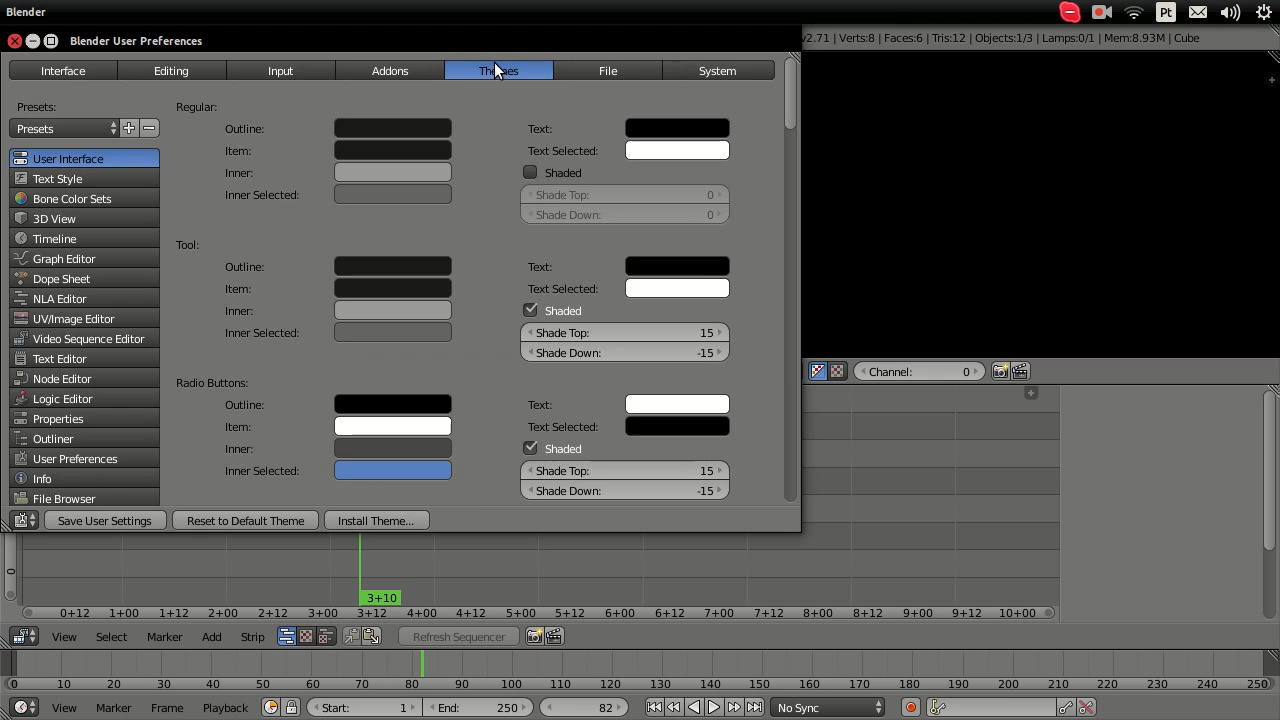 Blender
Pt
Blender User Preferences
v2.71 | Verts:8 | Faces:6 | Tris:12 | Objects:1/3 | Lamps:0/1 | Mem:8.93M | Cube
Interface
Editing
Input
Addons
Themes
File
System
Presets:
Presets
User Interface
Text Style
Bone Color Sets
3D View
Timeline
Graph Editor
Dope Sheet
NLA Editor
UV/Image Editor
Video Sequence Editor
Text Editor
Node Editor
Logic Editor
Properties
Outliner
User Preferences
Info
File Browser
Regular:
Outline:
Item:
Inner:
Inner Selected:
Text:
Text Selected:
Shaded
Shade Top: 0
Shade Down: 0
Tool:
Outline:
Item:
Inner:
Inner Selected:
Text:
Text Selected:
Shaded
Shade Top: 15
Shade Down: -15
Radio Buttons:
Outline:
Item:
Inner:
Inner Selected:
Text:
Text Selected:
Shaded
Shade Top: 15
Shade Down: -15
Save User Settings
Reset to Default Theme
Install Theme...
Channel: 0
0
3+10
0+12 1+00 1+12 2+00 2+12 3+00 3+12 4+00 4+12 5+00 5+12 6+00 6+12 7+00 7+12 8+00 8+12 9+00 9+12 10+00
View Select Marker Add Strip Refresh Sequencer
0 10 20 30 40 50 60 70 80 90 100 110 120 130 140 150 160 170 180 190 200 210 220 230 240 250
View Marker Frame Playback Start: 1 End: 250 82 No Sync